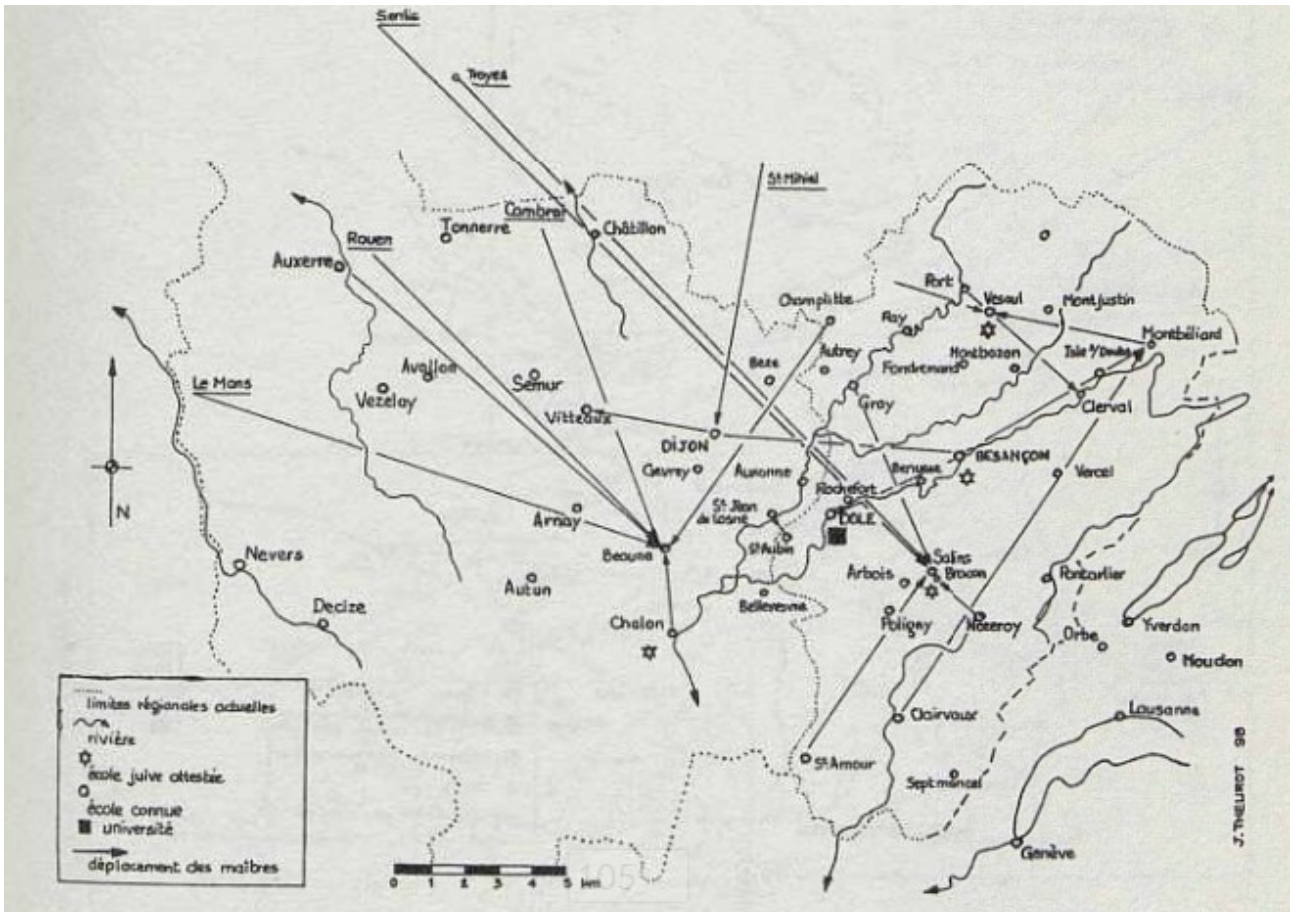 Senlis
Troyes
St Mihiel
Cambrai
Tonnerre
Châtillon
Rouen
Auxerre
Champlitte
Port
Vesoul
Montjustin
Ray
Montbéliard
Autrey
Isle s/Doubs
Fondremand
Montbozon
Bèze
Avallon
Semur
Le Mans
Vezelay
Gray
Clerval
Vitteaux
DIJON
BESANÇON
Gevrey
Auxonne
Vercel
Rochefort
St Jean
de Losne
DOLE
Arnay
N
St Aubin
Beaune
Salins
Bracon
Nevers
Arbois
Pontarlier
Autun
Bellevesvre
Decize
Poligny
Nozeroy
Chalon
Orbe
Yverdon
Moudon
limites régionales actuelles
rivière
école juive attestée
école connue
université
déplacement des maîtres
Clairvaux
Lausanne
St Amour
Septmoncel
Genève
J. THEUROT 98
0 1 2 3 4 5 km
105